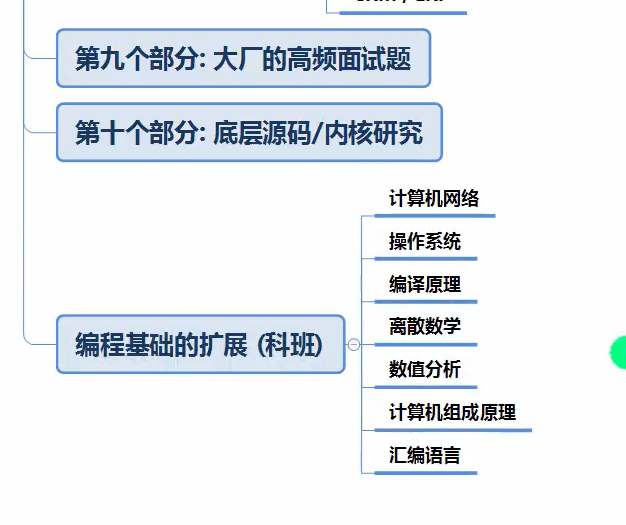 第九个部分: 大厂的高频面试题
第十个部分: 底层源码/内核研究
计算机网络
操作系统
编译原理
离散数学
编程基础的扩展 (科班)
数值分析
计算机组成原理
汇编语言